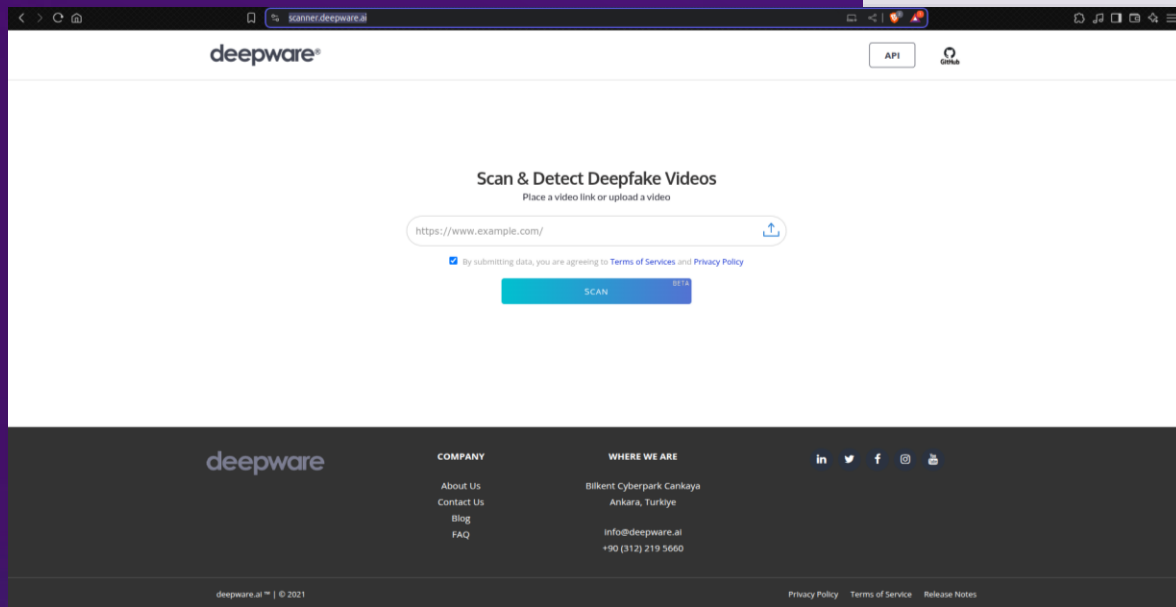 scanner.deepware.ai
deepware®
API
GitHub
Scan & Detect Deepfake Videos
Place a video link or upload a video
https://www.example.com/
By submitting data, you are agreeing to Terms of Services and Privacy Policy
SCAN
BETA
deepware
COMPANY
About Us
Contact Us
Blog
FAQ
WHERE WE ARE
Bilkent Cyberpark Cankaya
Ankara, Turkiye
info@deepware.ai
+90 (312) 219 5660
deepware.ai ™ | © 2021
Privacy Policy Terms of Service Release Notes